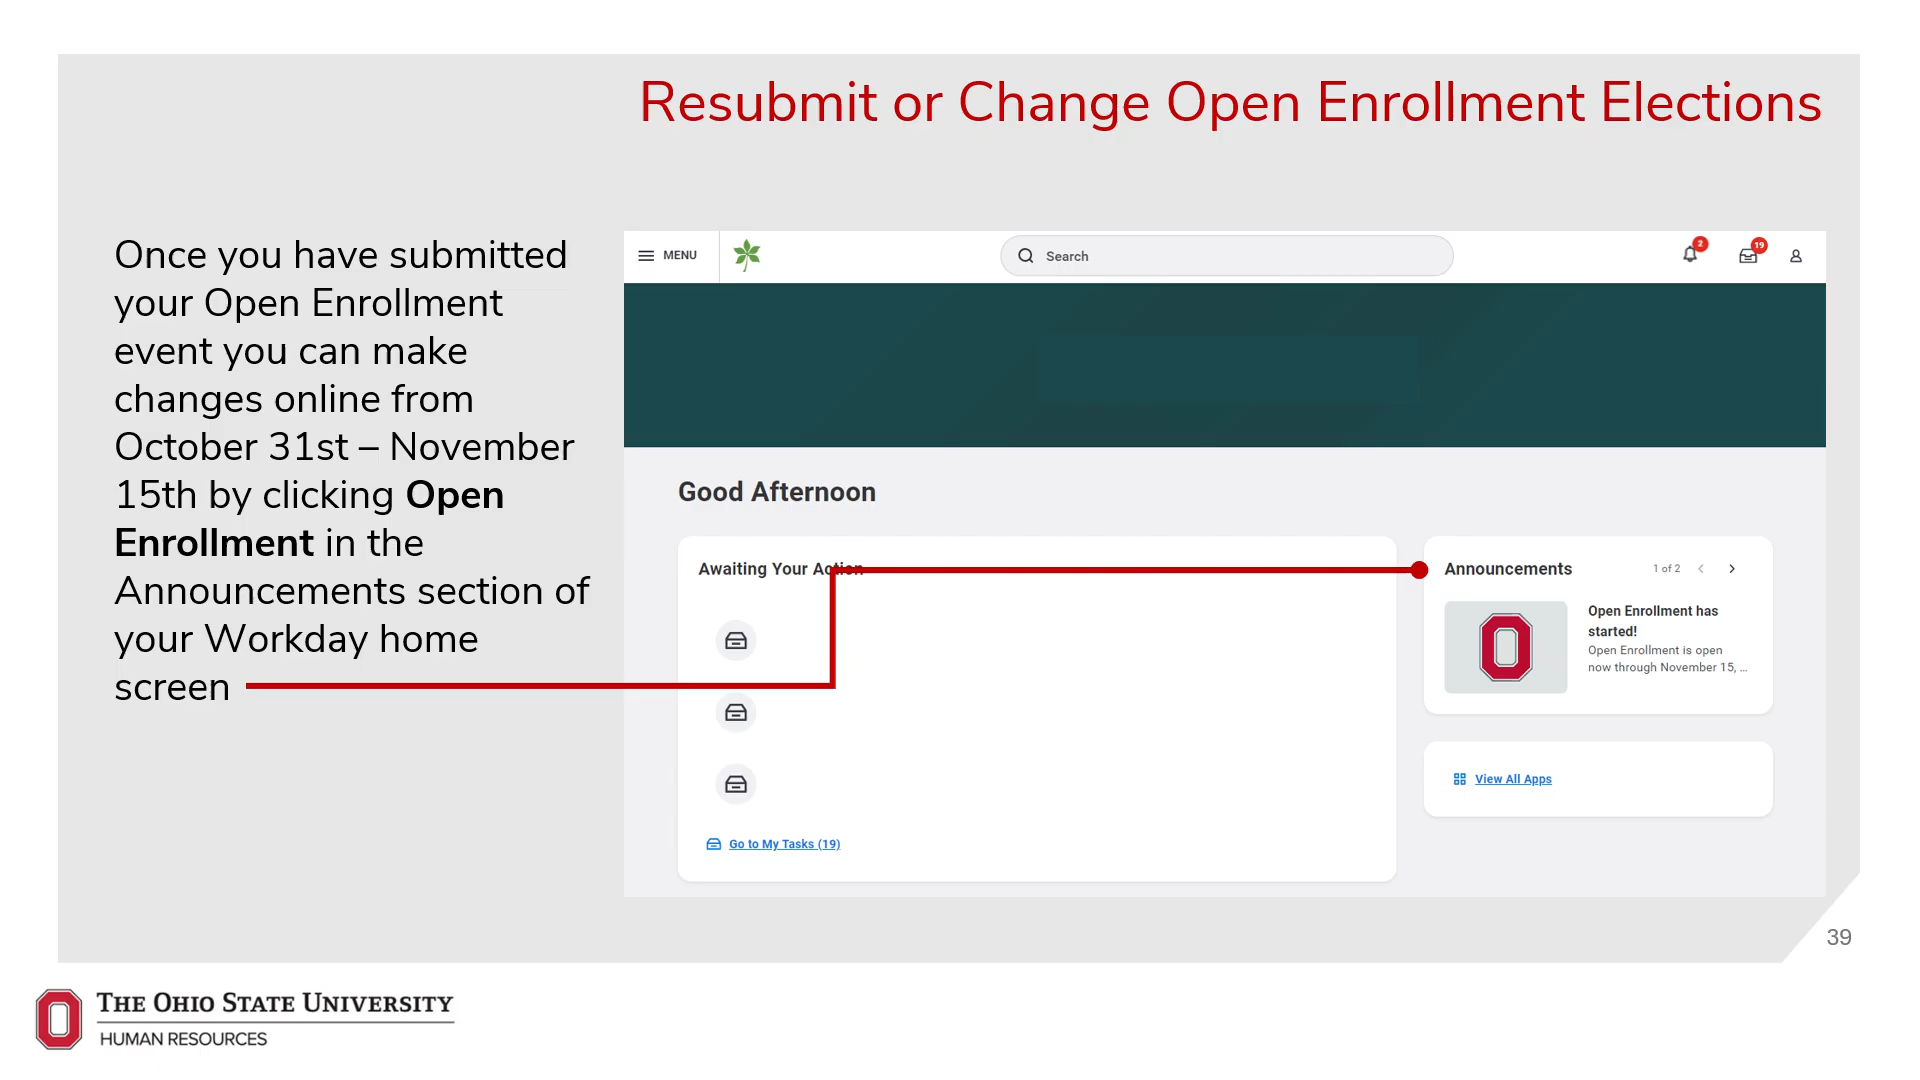 Resubmit or Change Open Enrollment Elections
Once you have submitted
your Open Enrollment
event you can make
changes online from
October 31st – November
15th by clicking Open
Enrollment in the
Announcements section of
your Workday home
screen
MENU
Search
2
19
Good Afternoon
Awaiting Your Action
Go to My Tasks (19)
Announcements
1 of 2
Open Enrollment has
started!
Open Enrollment is open
now through November 15, ...
View All Apps
39
THE OHIO STATE UNIVERSITY
HUMAN RESOURCES